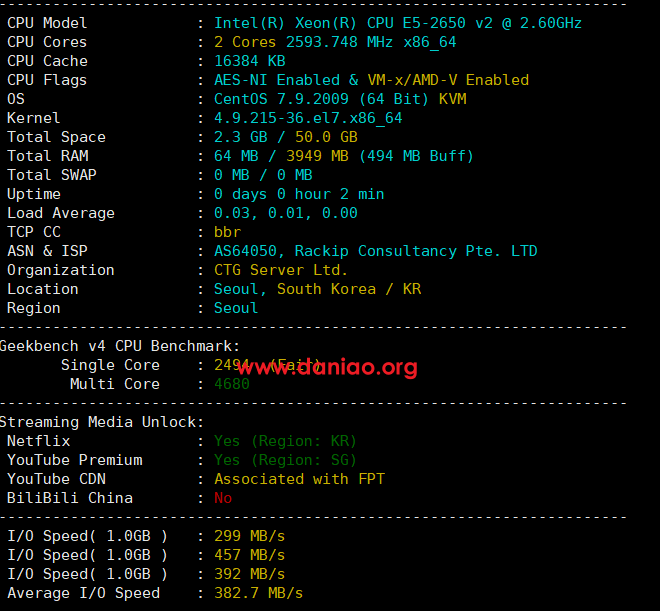 CPU Model : Intel(R) Xeon(R) CPU E5-2650 v2 @ 2.60GHz
CPU Cores : 2 Cores 2593.748 MHz x86_64
CPU Cache : 16384 KB
CPU Flags : AES-NI Enabled & VM-x/AMD-V Enabled
OS : CentOS 7.9.2009 (64 Bit) KVM
Kernel : 4.9.215-36.el7.x86_64
Total Space : 2.3 GB / 50.0 GB
Total RAM : 64 MB / 3949 MB (494 MB Buff)
Total SWAP : 0 MB / 0 MB
Uptime : 0 days 0 hour 2 min
Load Average : 0.03, 0.01, 0.00
TCP CC : bbr
ASN & ISP : AS64050, Rackip Consultancy Pte. LTD
Organization : CTG Server Ltd.
Location : Seoul, South Korea / KR
Region : Seoul
Geekbench v4 CPU Benchmark:
Single Core : 2494 (Fair)
www.daniao.org
Multi Core : 4680
Streaming Media Unlock:
Netflix : Yes (Region: KR)
YouTube Premium : Yes (Region: SG)
YouTube CDN : Associated with FPT
BiliBili China : No
I/O Speed( 1.0GB ) : 299 MB/s
I/O Speed( 1.0GB ) : 457 MB/s
I/O Speed( 1.0GB ) : 392 MB/s
Average I/O Speed : 382.7 MB/s